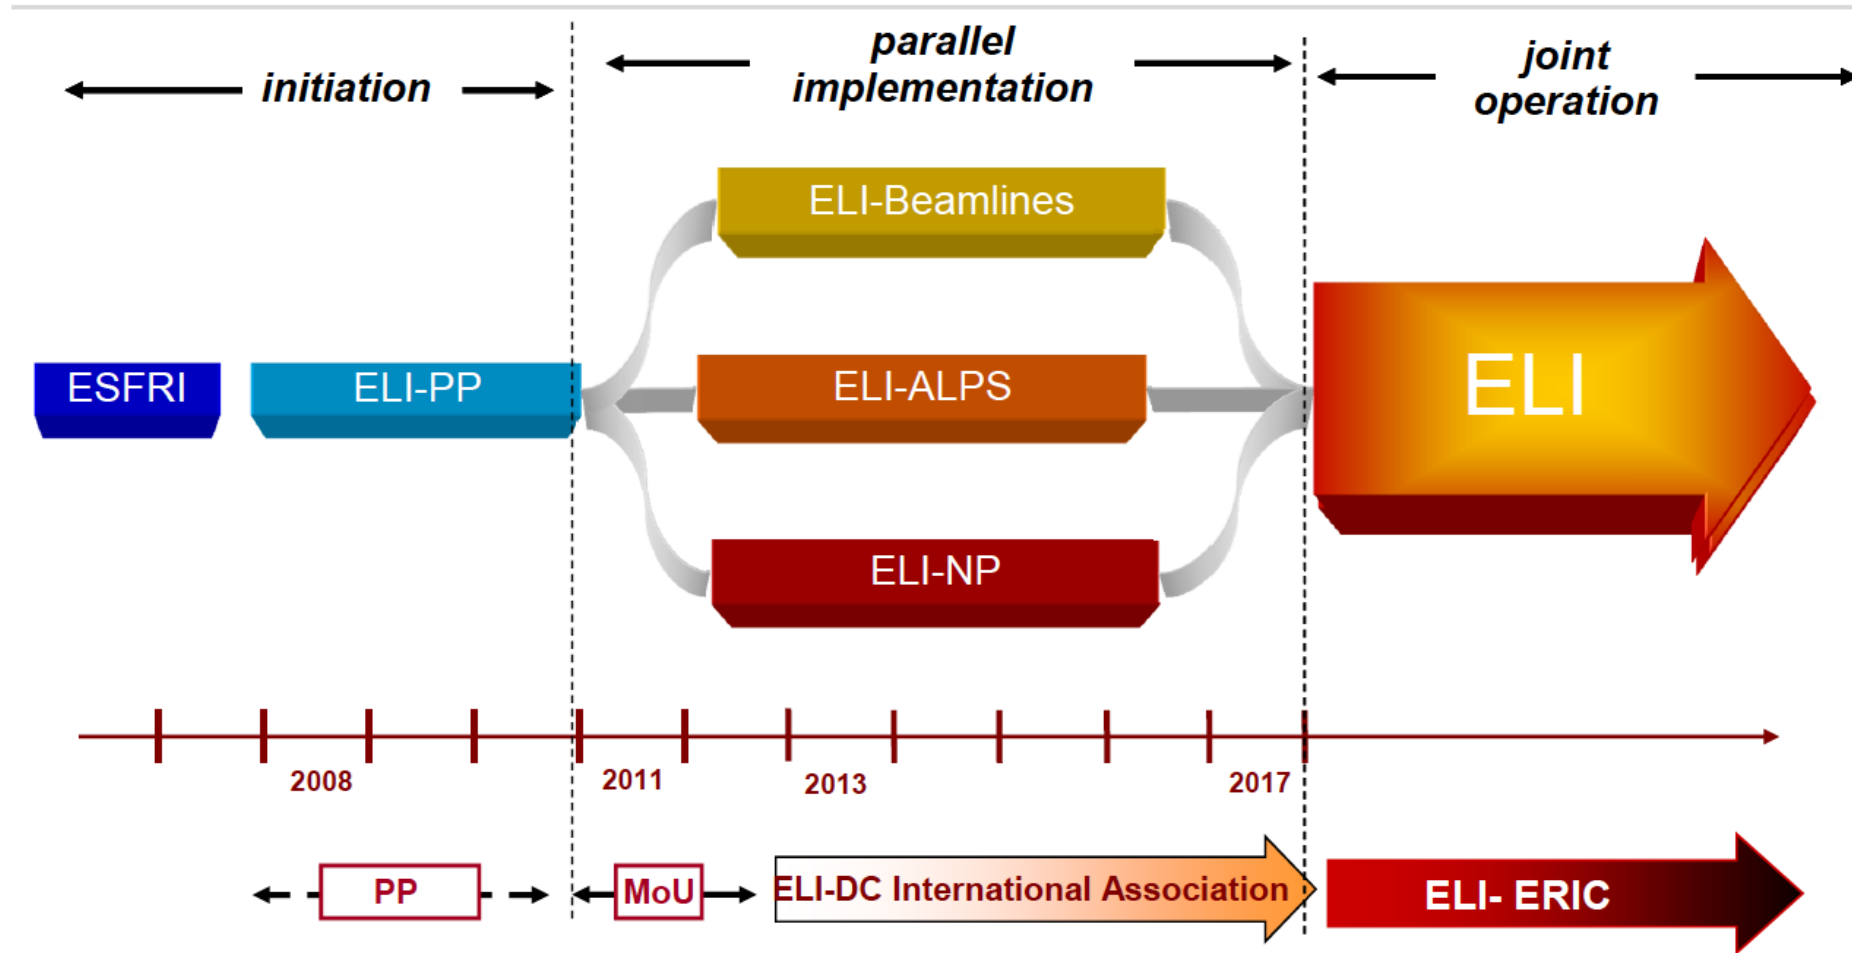 initiation
parallel
implementation
joint
operation
ELI-Beamlines
ESFRI
ELI-PP
ELI-ALPS
ELI
ELI-NP
2008
2011
2013
2017
PP
MoU
ELI-DC International Association
ELI- ERIC